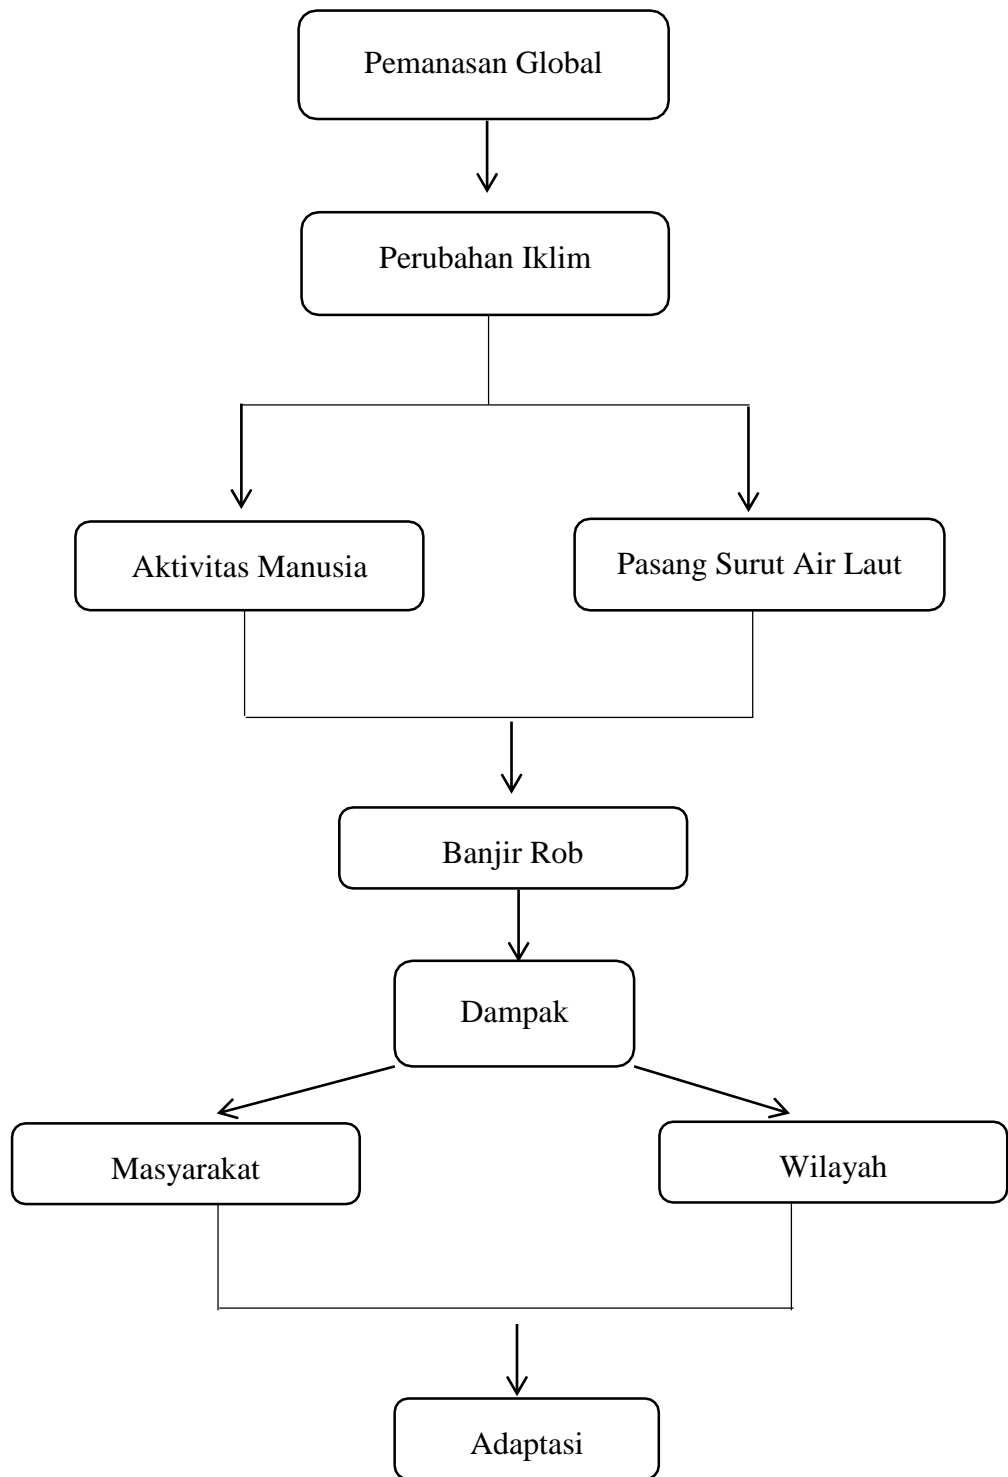 Pemanasan Global
Perubahan Iklim
Aktivitas Manusia
Pasang Surut Air Laut
Banjir Rob
Dampak
Masyarakat
Wilayah
Adaptasi